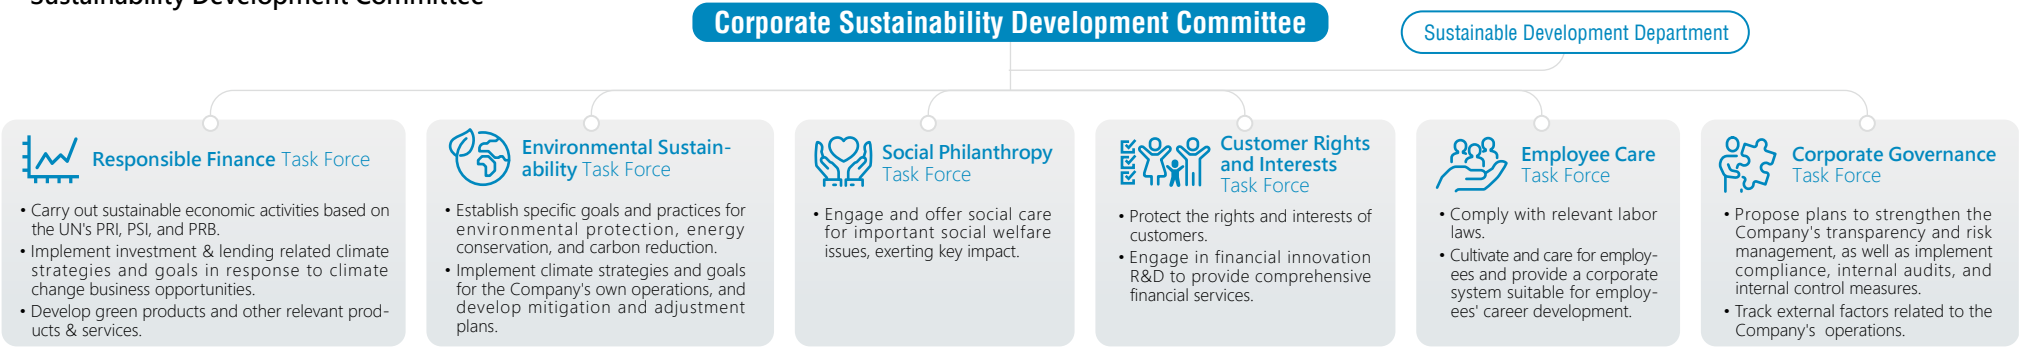 Sustainability Development Committee
Corporate Sustainability Development Committee
Sustainable Development Department
Responsible Finance Task Force
• Carry out sustainable economic activities based on
the UN's PRI, PSI, and PRB.
• Implement investment & lending related climate
strategies and goals in response to climate
change business opportunities.
• Develop green products and other relevant prod-
ucts & services.
Environmental Sustain-
ability Task Force
• Establish specific goals and practices for
environmental protection, energy
conservation, and carbon reduction.
• Implement climate strategies and goals
for the Company's own operations, and
develop mitigation and adjustment
plans.
Social Philanthropy
Task Force
• Engage and offer social care
for important social welfare
issues, exerting key impact.
Customer Rights
and Interests
Task Force
• Protect the rights and interests of
customers.
• Engage in financial innovation
R&D to provide comprehensive
financial services.
Employee Care
Task Force
• Comply with relevant labor
laws.
• Cultivate and care for employ-
ees and provide a corporate
system suitable for employ-
ees' career development.
Corporate Governance
Task Force
• Propose plans to strengthen the
Company's transparency and risk
management, as well as implement
compliance, internal audits, and
internal control measures.
• Track external factors related to the
Company's operations.